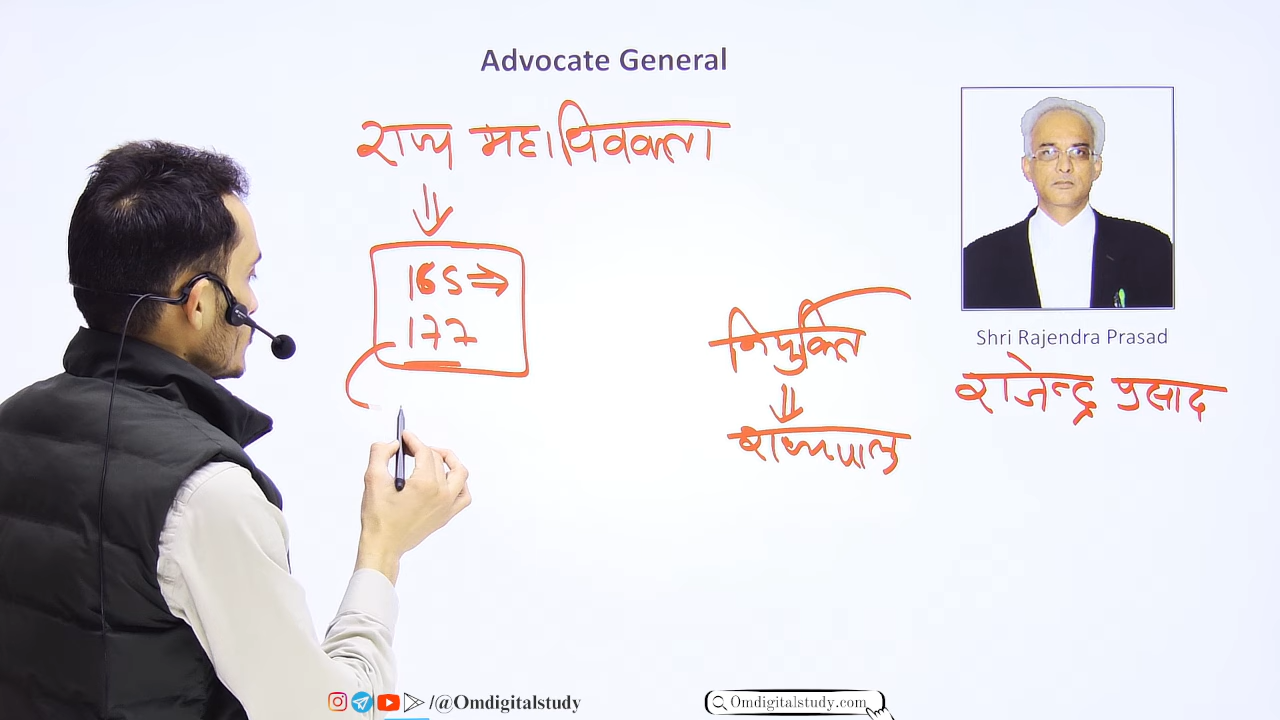 Advocate General
राज्य महाधिवक्ता
165 ⇒
177
नियुक्ति
राज्यपाल
Shri Rajendra Prasad
राजेन्द्र प्रसाद
/@Omdigitalstudy
Omdigitalstudy.com